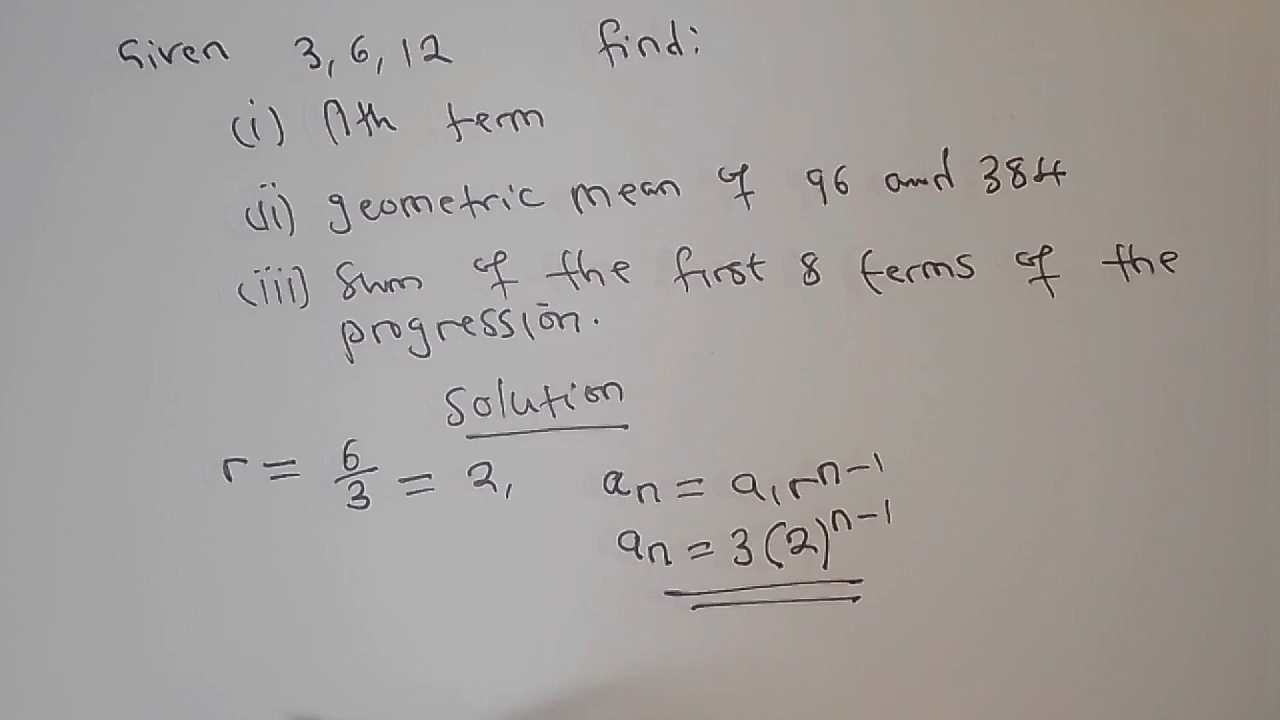 Given 3, 6, 12 find:
(i) nth term
(ii) geometric mean of 96 and 384
(iii) Sum of the first 8 terms of the
progression.
Solution
r = 6/3 = 2, aₙ = a₁rⁿ⁻¹
aₙ = 3(2)ⁿ⁻¹